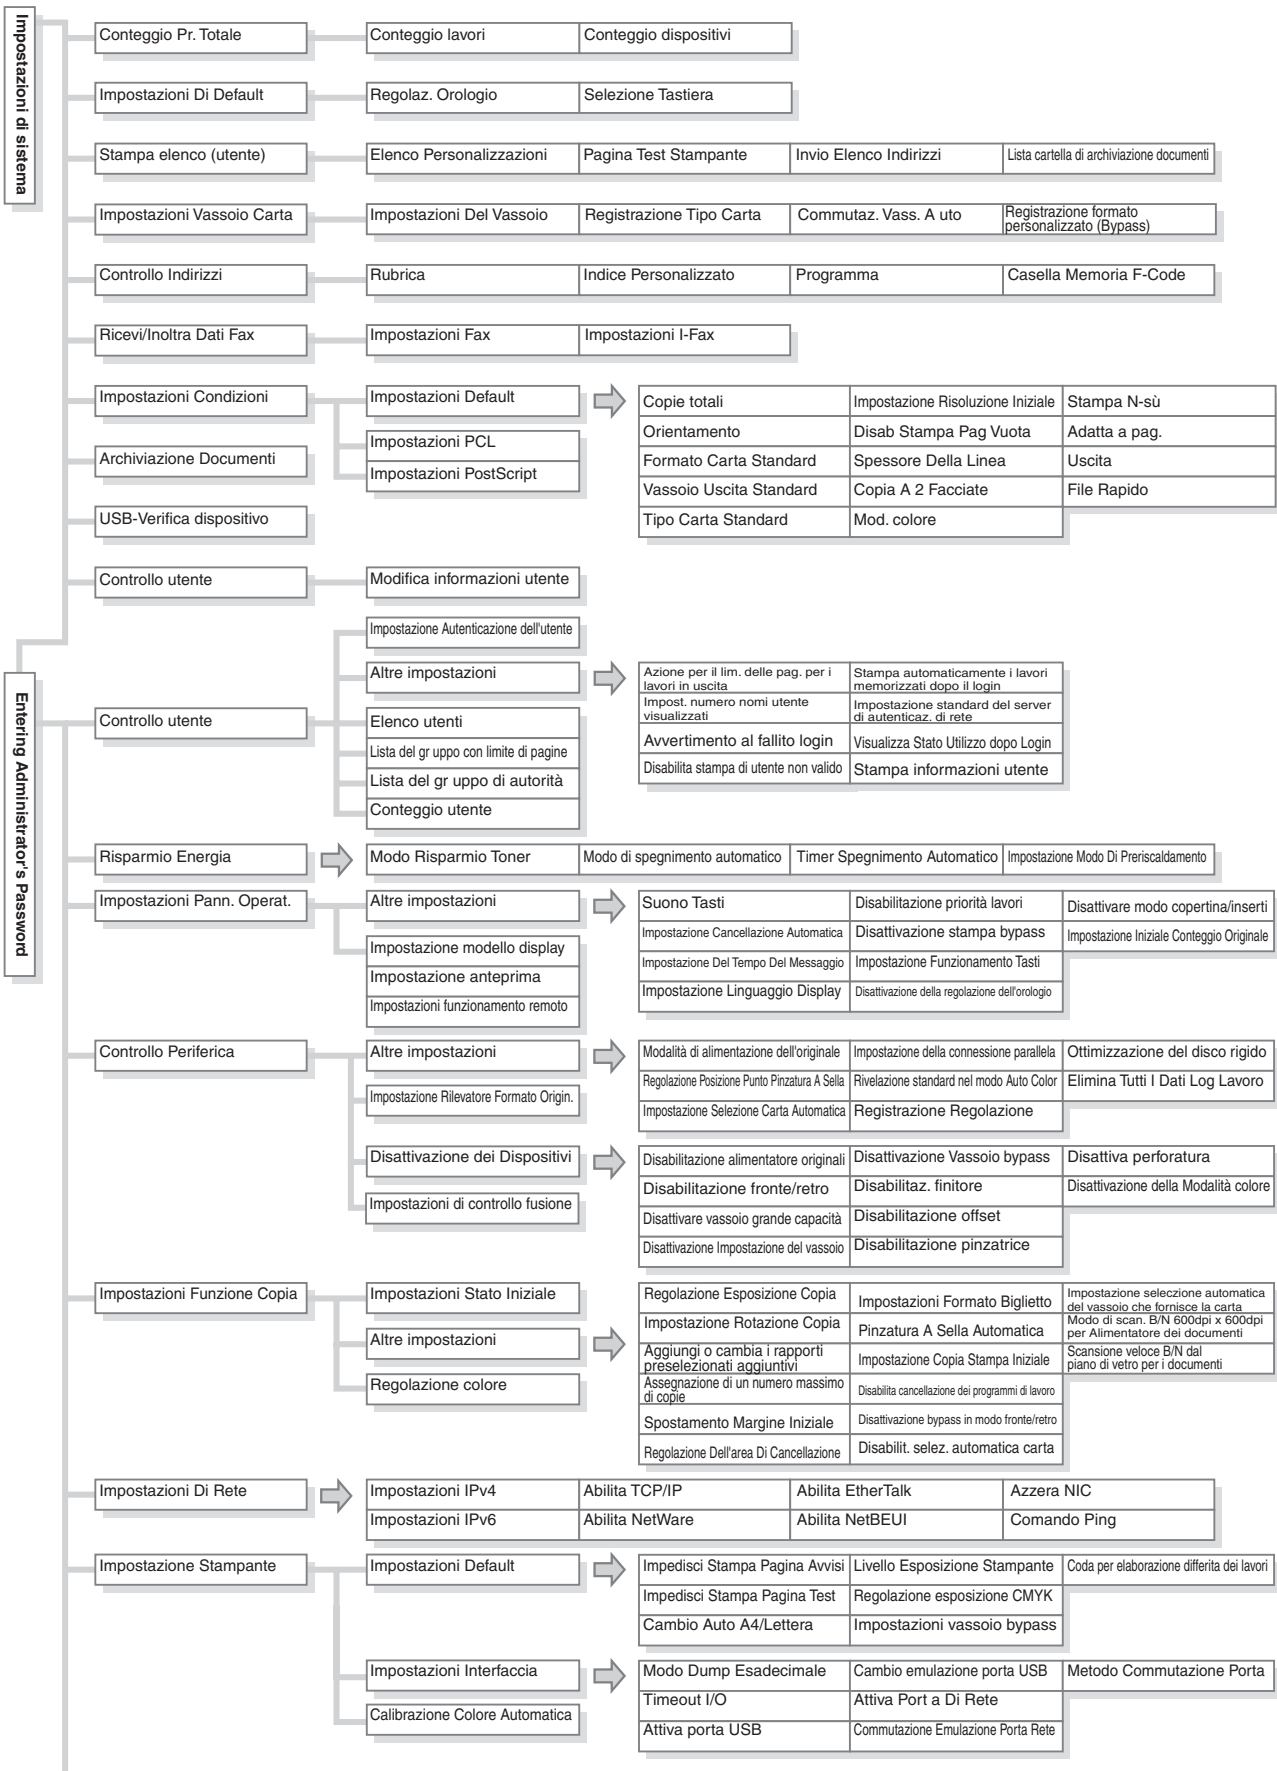 Impostazioni di sistema
Conteggio Pr. Totale
Conteggio lavori
Conteggio dispositivi
Impostazioni Di Default
Regolaz. Orologio
Selezione Tastiera
Stampa elenco (utente)
Elenco Personalizzazioni
Pagina Test Stampante
Invio Elenco Indirizzi
Lista cartella di archiviazione documenti
Impostazioni Vassoio Carta
Impostazioni Del Vassoio
Registrazione Tipo Carta
Commutaz. Vass. A uto
Registrazione formato
personalizzato (Bypass)
Controllo Indirizzi
Rubrica
Indice Personalizzato
Programma
Casella Memoria F-Code
Ricevi/Inoltra Dati Fax
Impostazioni Fax
Impostazioni I-Fax
Impostazioni Condizioni
Impostazioni Default
Impostazioni PCL
Impostazioni PostScript
Copie totali
Impostazione Risoluzione Iniziale
Stampa N-sù
Orientamento
Disab Stampa Pag Vuota
Adatta a pag.
Formato Carta Standard
Spessore Della Linea
Uscita
Vassoio Uscita Standard
Copia A 2 Facciate
File Rapido
Tipo Carta Standard
Mod. colore
Archiviazione Documenti
USB-Verifica dispositivo
Controllo utente
Modifica informazioni utente
Entering Administrator's Password
Controllo utente
Impostazione Autenticazione dell'utente
Altre impostazioni
Elenco utenti
Lista del gr uppo con limite di pagine
Lista del gr uppo di autorità
Conteggio utente
Azione per il lim. delle pag. per i
lavori in uscita
Stampa automaticamente i lavori
memorizzati dopo il login
Impost. numero nomi utente
visualizzati
Impostazione standard del server
di autenticaz. di rete
Avvertimento al fallito login
Visualizza Stato Utilizzo dopo Login
Disabilita stampa di utente non valido
Stampa informazioni utente
Risparmio Energia
Modo Risparmio Toner
Modo di spegnimento automatico
Timer Spegnimento Automatico
Impostazione Modo Di Preriscaldamento
Impostazioni Pann. Operat.
Altre impostazioni
Impostazione modello display
Impostazione anteprima
Impostazioni funzionamento remoto
Suono Tasti
Disabilitazione priorità lavori
Disattivare modo copertina/inserti
Impostazione Cancellazione Automatica
Disattivazione stampa bypass
Impostazione Iniziale Conteggio Originale
Impostazione Del Tempo Del Messaggio
Impostazione Funzionamento Tasti
Impostazione Linguaggio Display
Disattivazione della regolazione dell'orologio
Controllo Periferica
Altre impostazioni
Impostazione Rilevatore Formato Origin.
Disattivazione dei Dispositivi
Impostazioni di controllo fusione
Modalità di alimentazione dell'originale
Impostazione della connessione parallela
Ottimizzazione del disco rigido
Regolazione Posizione Punto Pinzatura A Sella
Rivelazione standard nel modo Auto Color
Elimina Tutti I Dati Log Lavoro
Impostazione Selezione Carta Automatica
Registrazione Regolazione
Disabilitazione alimentatore originali
Disattivazione Vassoio bypass
Disattiva perforatura
Disabilitazione fronte/retro
Disabilitaz. finitore
Disattivazione della Modalità colore
Disattivare vassoio grande capacità
Disabilitazione offset
Disattivazione Impostazione del vassoio
Disabilitazione pinzatrice
Impostazioni Funzione Copia
Impostazioni Stato Iniziale
Altre impostazioni
Regolazione colore
Regolazione Esposizione Copia
Impostazioni Formato Biglietto
Impostazione seleczione automatica
del vassoio che fornisce la carta
Impostazione Rotazione Copia
Pinzatura A Sella Automatica
Modo di scan. B/N 600dpi x 600dpi
per Alimentatore dei documenti
Aggiungi o cambia i rapporti
preselezionati aggiuntivi
Impostazione Copia Stampa Iniziale
Scansione veloce B/N dal
piano di vetro per i documenti
Assegnazione di un numero massimo
di copie
Disabilita cancellazione dei programmi di lavoro
Spostamento Margine Iniziale
Disattivazione bypass in modo fronte/retro
Regolazione Dell'area Di Cancellazione
Disabilit. selez. automatica carta
Impostazioni Di Rete
Impostazioni IPv4
Abilita TCP/IP
Abilita EtherTalk
Azzera NIC
Impostazioni IPv6
Abilita NetWare
Abilita NetBEUI
Comando Ping
Impostazione Stampante
Impostazioni Default
Impedisci Stampa Pagina Avvisi
Livello Esposizione Stampante
Coda per elaborazione differita dei lavori
Impedisci Stampa Pagina Test
Regolazione esposizione CMYK
Cambio Auto A4/Lettera
Impostazioni vassoio bypass
Impostazioni Interfaccia
Calibrazione Colore Automatica
Modo Dump Esadecimale
Cambio emulazione porta USB
Metodo Commutazione Porta
Timeout I/O
Attiva Port a Di Rete
Attiva porta USB
Commutazione Emulazione Porta Rete